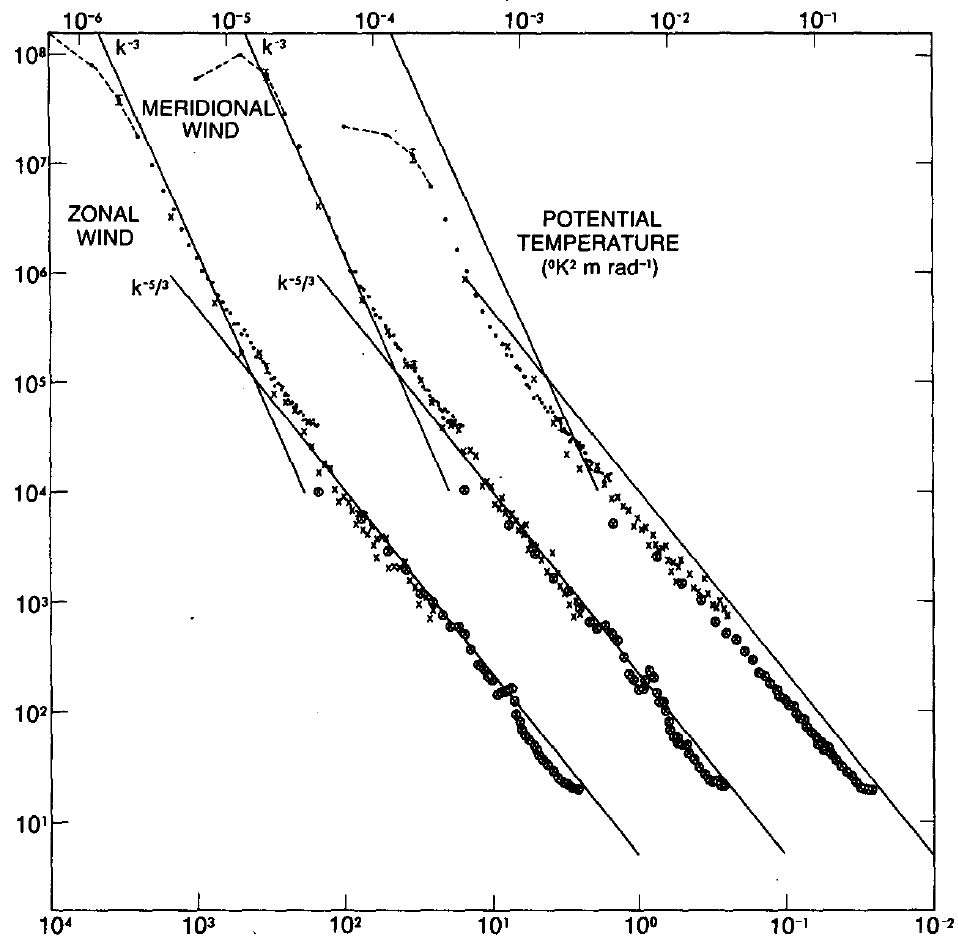 10⁻⁶ 10⁻⁵ 10⁻⁴ 10⁻³ 10⁻² 10⁻¹
k⁻³ k⁻³
10⁸
MERIDIONAL
WIND
10⁷
ZONAL
WIND
POTENTIAL
TEMPERATURE
(⁰K² m rad⁻¹)
10⁶
k⁻⁵/³ k⁻⁵/³
10⁵
10⁴
10³
10²
10¹
10⁴ 10³ 10² 10¹ 10⁰ 10⁻¹ 10⁻²